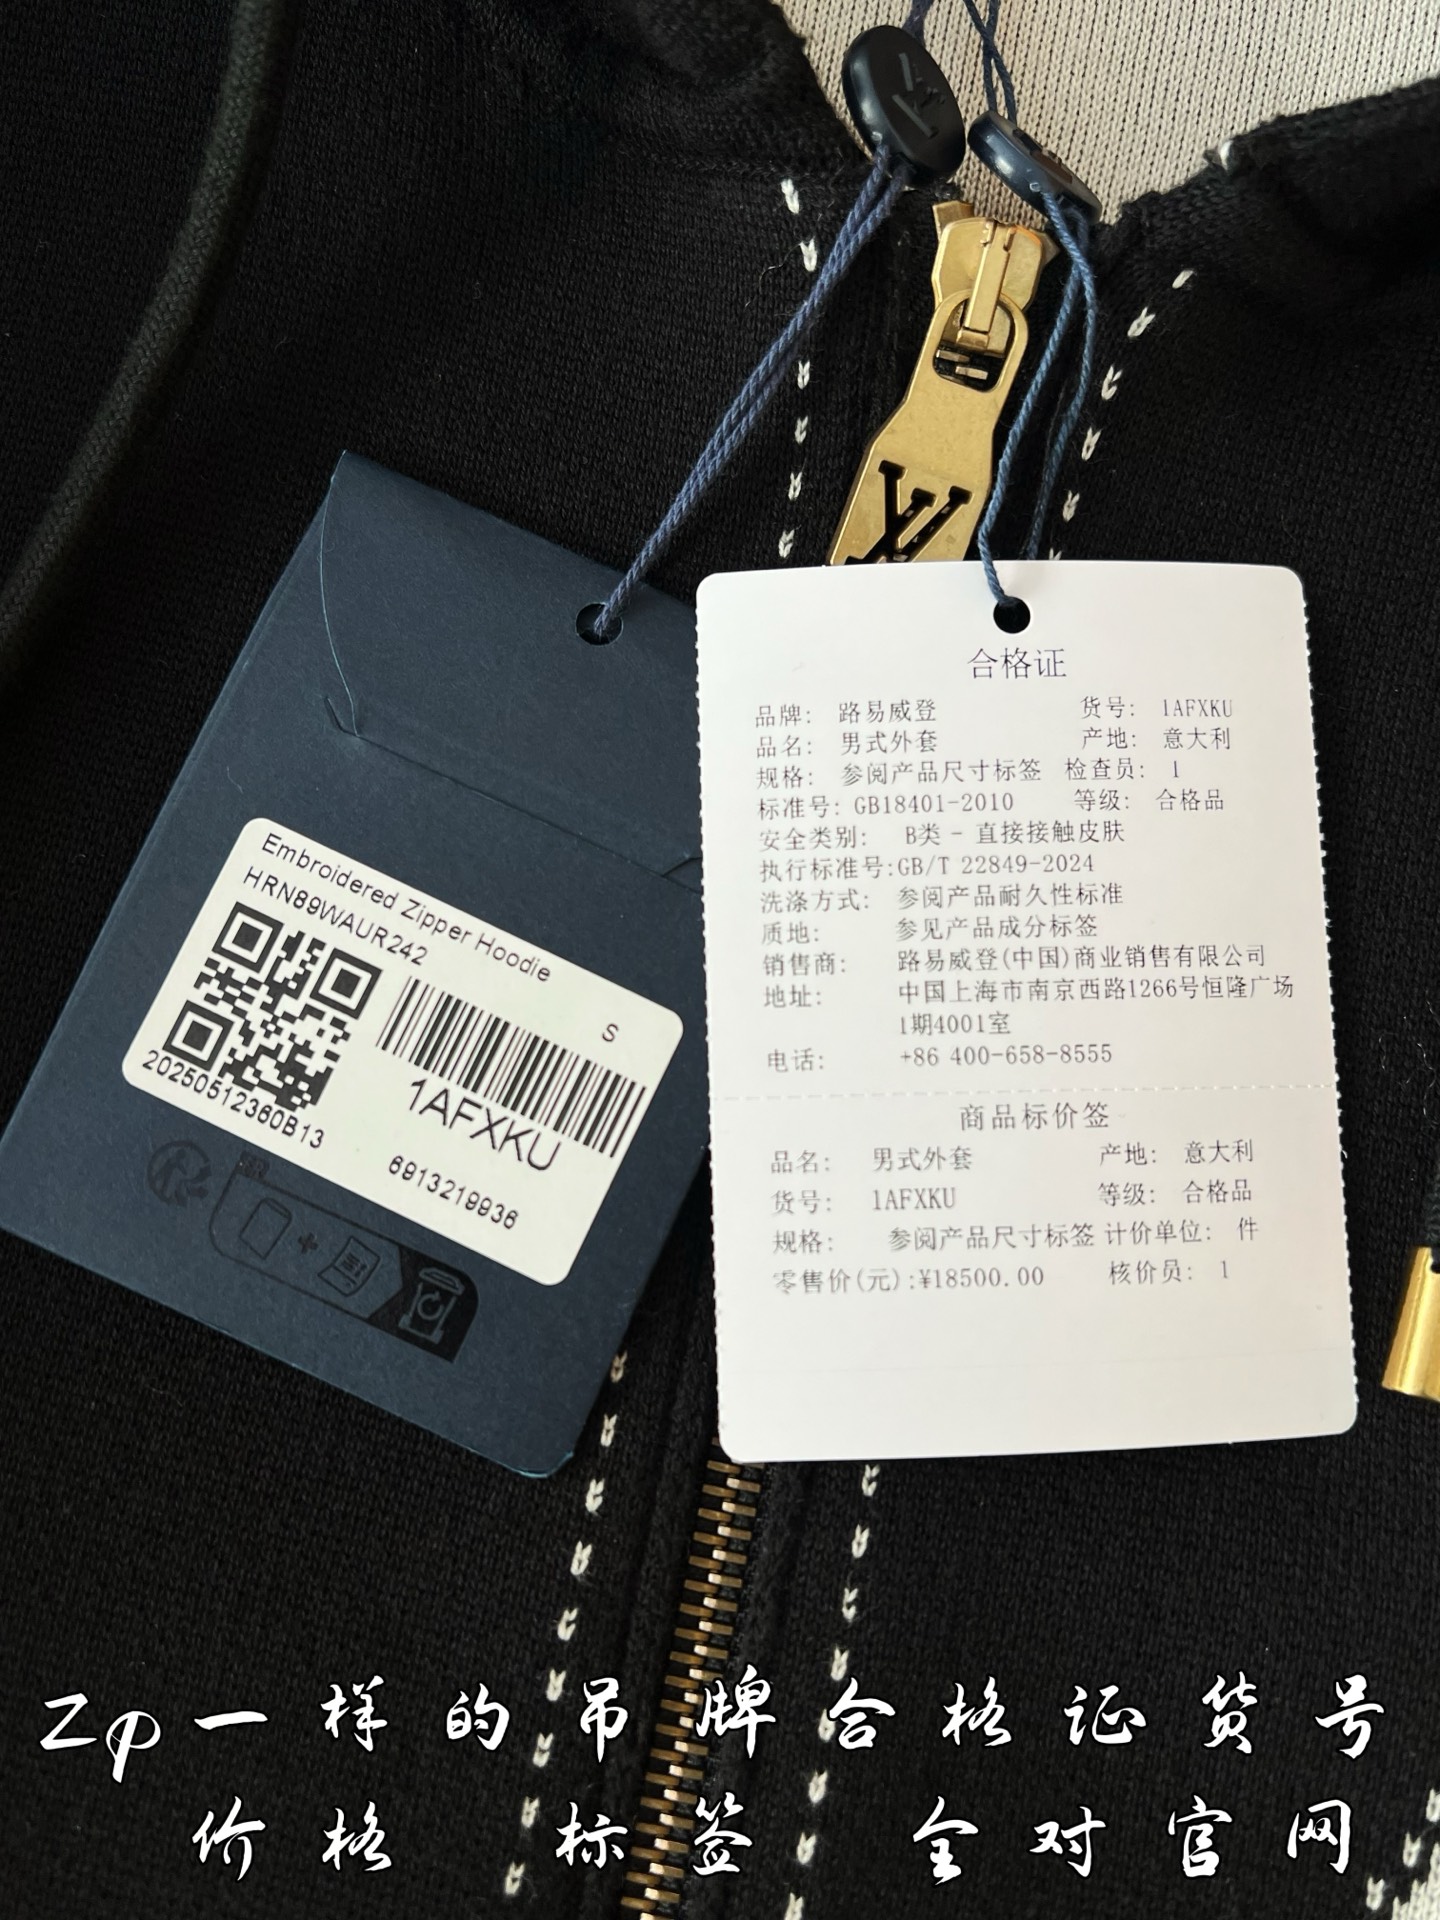 LV
Embroidered Zipper Hoodie
HRN89WAUR242
S
20250512360B13
1AFXKU
6913219936
FR
合格证
品牌: 路易威登 货号: 1AFXKU
品名: 男式外套 产地: 意大利
规格: 参阅产品尺寸标签 检查员: 1
标准号: GB18401-2010 等级: 合格品
安全类别: B类 - 直接接触皮肤
执行标准号:GB/T 22849-2024
洗涤方式: 参阅产品耐久性标准
质地: 参见产品成分标签
销售商: 路易威登(中国)商业销售有限公司
地址: 中国上海市南京西路1266号恒隆广场
1期4001室
电话: +86 400-658-8555
商品标价签
品名: 男式外套 产地: 意大利
货号: 1AFXKU 等级: 合格品
规格: 参阅产品尺寸标签 计价单位: 件
零售价(元):¥18500.00 核价员: 1
Zp一样的吊牌合格证货号
价格 标签 全对官网